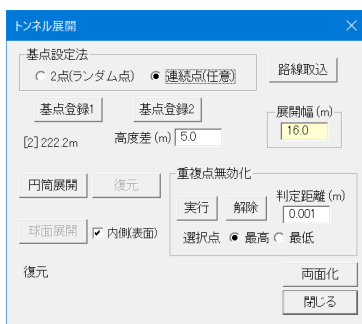 トンネル展開
基点設定法
2点(ランダム点) 連続点(任意)
路線取込
基点登録1 基点登録2
展開幅(m)
16.0
[2]222.2m 高度差(m) 5.0
円筒展開 復元
重複点無効化
実行 解除
判定距離(m)
0.001
選択点 最高 最低
球面展開 内側(表面)
復元
両面化
閉じる